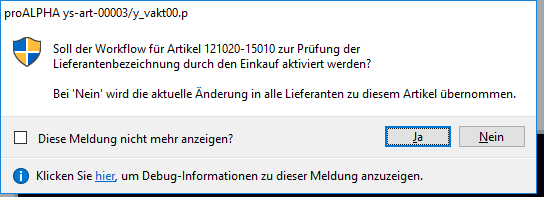 proALPHA ys-art-00003/y_vakt00.p
Soll der Workflow für Artikel 121020-15010 zur Prüfung der
Lieferantenbezeichnung durch den Einkauf aktiviert werden?
Bei 'Nein' wird die aktuelle Änderung in alle Lieferanten zu diesem Artikel übernommen.
Diese Meldung nicht mehr anzeigen?
Ja
Nein
Klicken Sie hier, um Debug-Informationen zu dieser Meldung anzuzeigen.